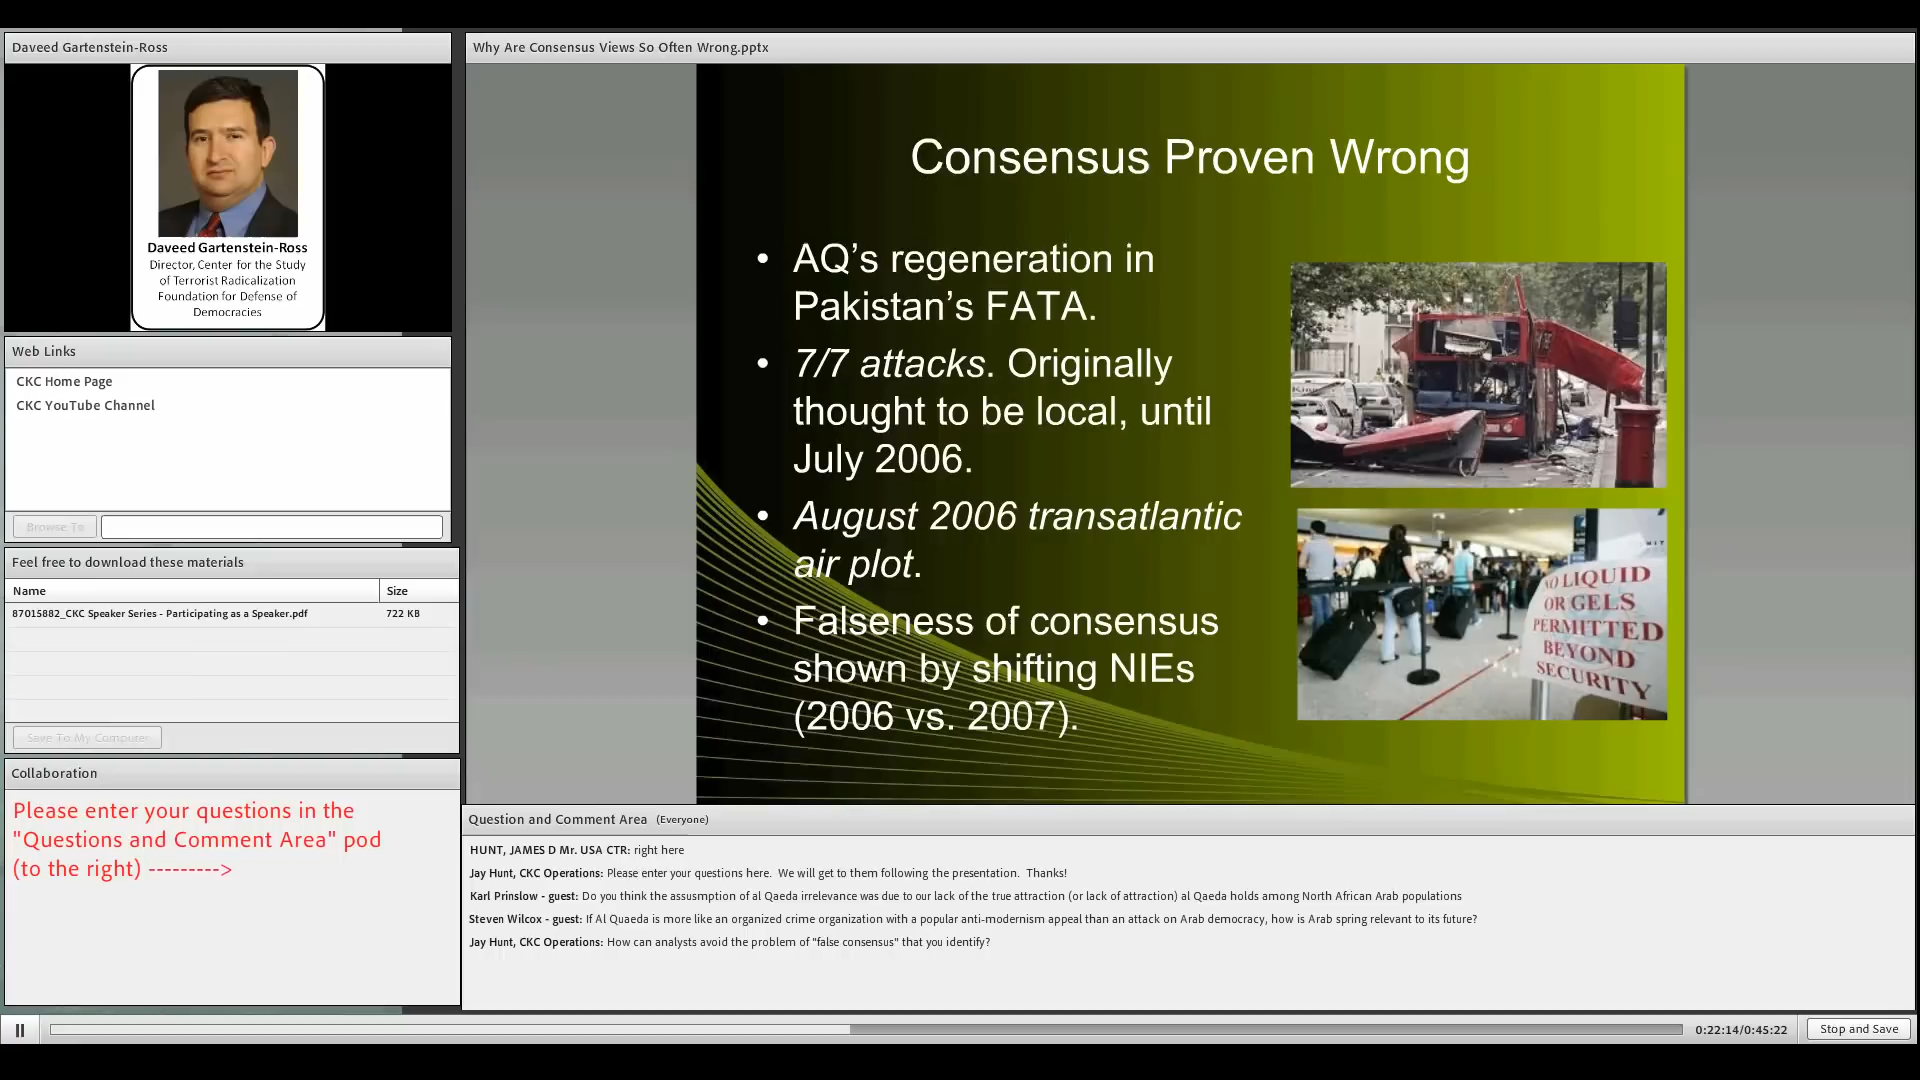 Daveed Gartenstein-Ross
Daveed Gartenstein-Ross
Director, Center for the Study
of Terrorist Radicalization
Foundation for Defense of
Democracies
Web Links
CKC Home Page
CKC YouTube Channel
Browse To
Feel free to download these materials
Name Size
87015882_CKC Speaker Series - Participating as a Speaker.pdf 722 KB
Save To My Computer
Collaboration
Please enter your questions in the
"Questions and Comment Area" pod
(to the right) --------->
Why Are Consensus Views So Often Wrong.pptx
Consensus Proven Wrong
• AQ’s regeneration in
Pakistan’s FATA.
• 7/7 attacks. Originally
thought to be local, until
July 2006.
• August 2006 transatlantic
air plot.
• Falseness of consensus
shown by shifting NIEs
(2006 vs. 2007).
NO LIQUID
OR GELS
PERMITTED
BEYOND
SECURITY
Question and Comment Area (Everyone)
HUNT, JAMES D Mr. USA CTR: right here
Jay Hunt, CKC Operations: Please enter your questions here. We will get to them following the presentation. Thanks!
Karl Prinslow - guest: Do you think the assusmption of al Qaeda irrelevance was due to our lack of the true attraction (or lack of attraction) al Qaeda holds among North African Arab populations
Steven Wilcox - guest: If Al Quaeda is more like an organized crime organization with a popular anti-modernism appeal than an attack on Arab democracy, how is Arab spring relevant to its future?
Jay Hunt, CKC Operations: How can analysts avoid the problem of "false consensus" that you identify?
0:22:14/0:45:22
Stop and Save